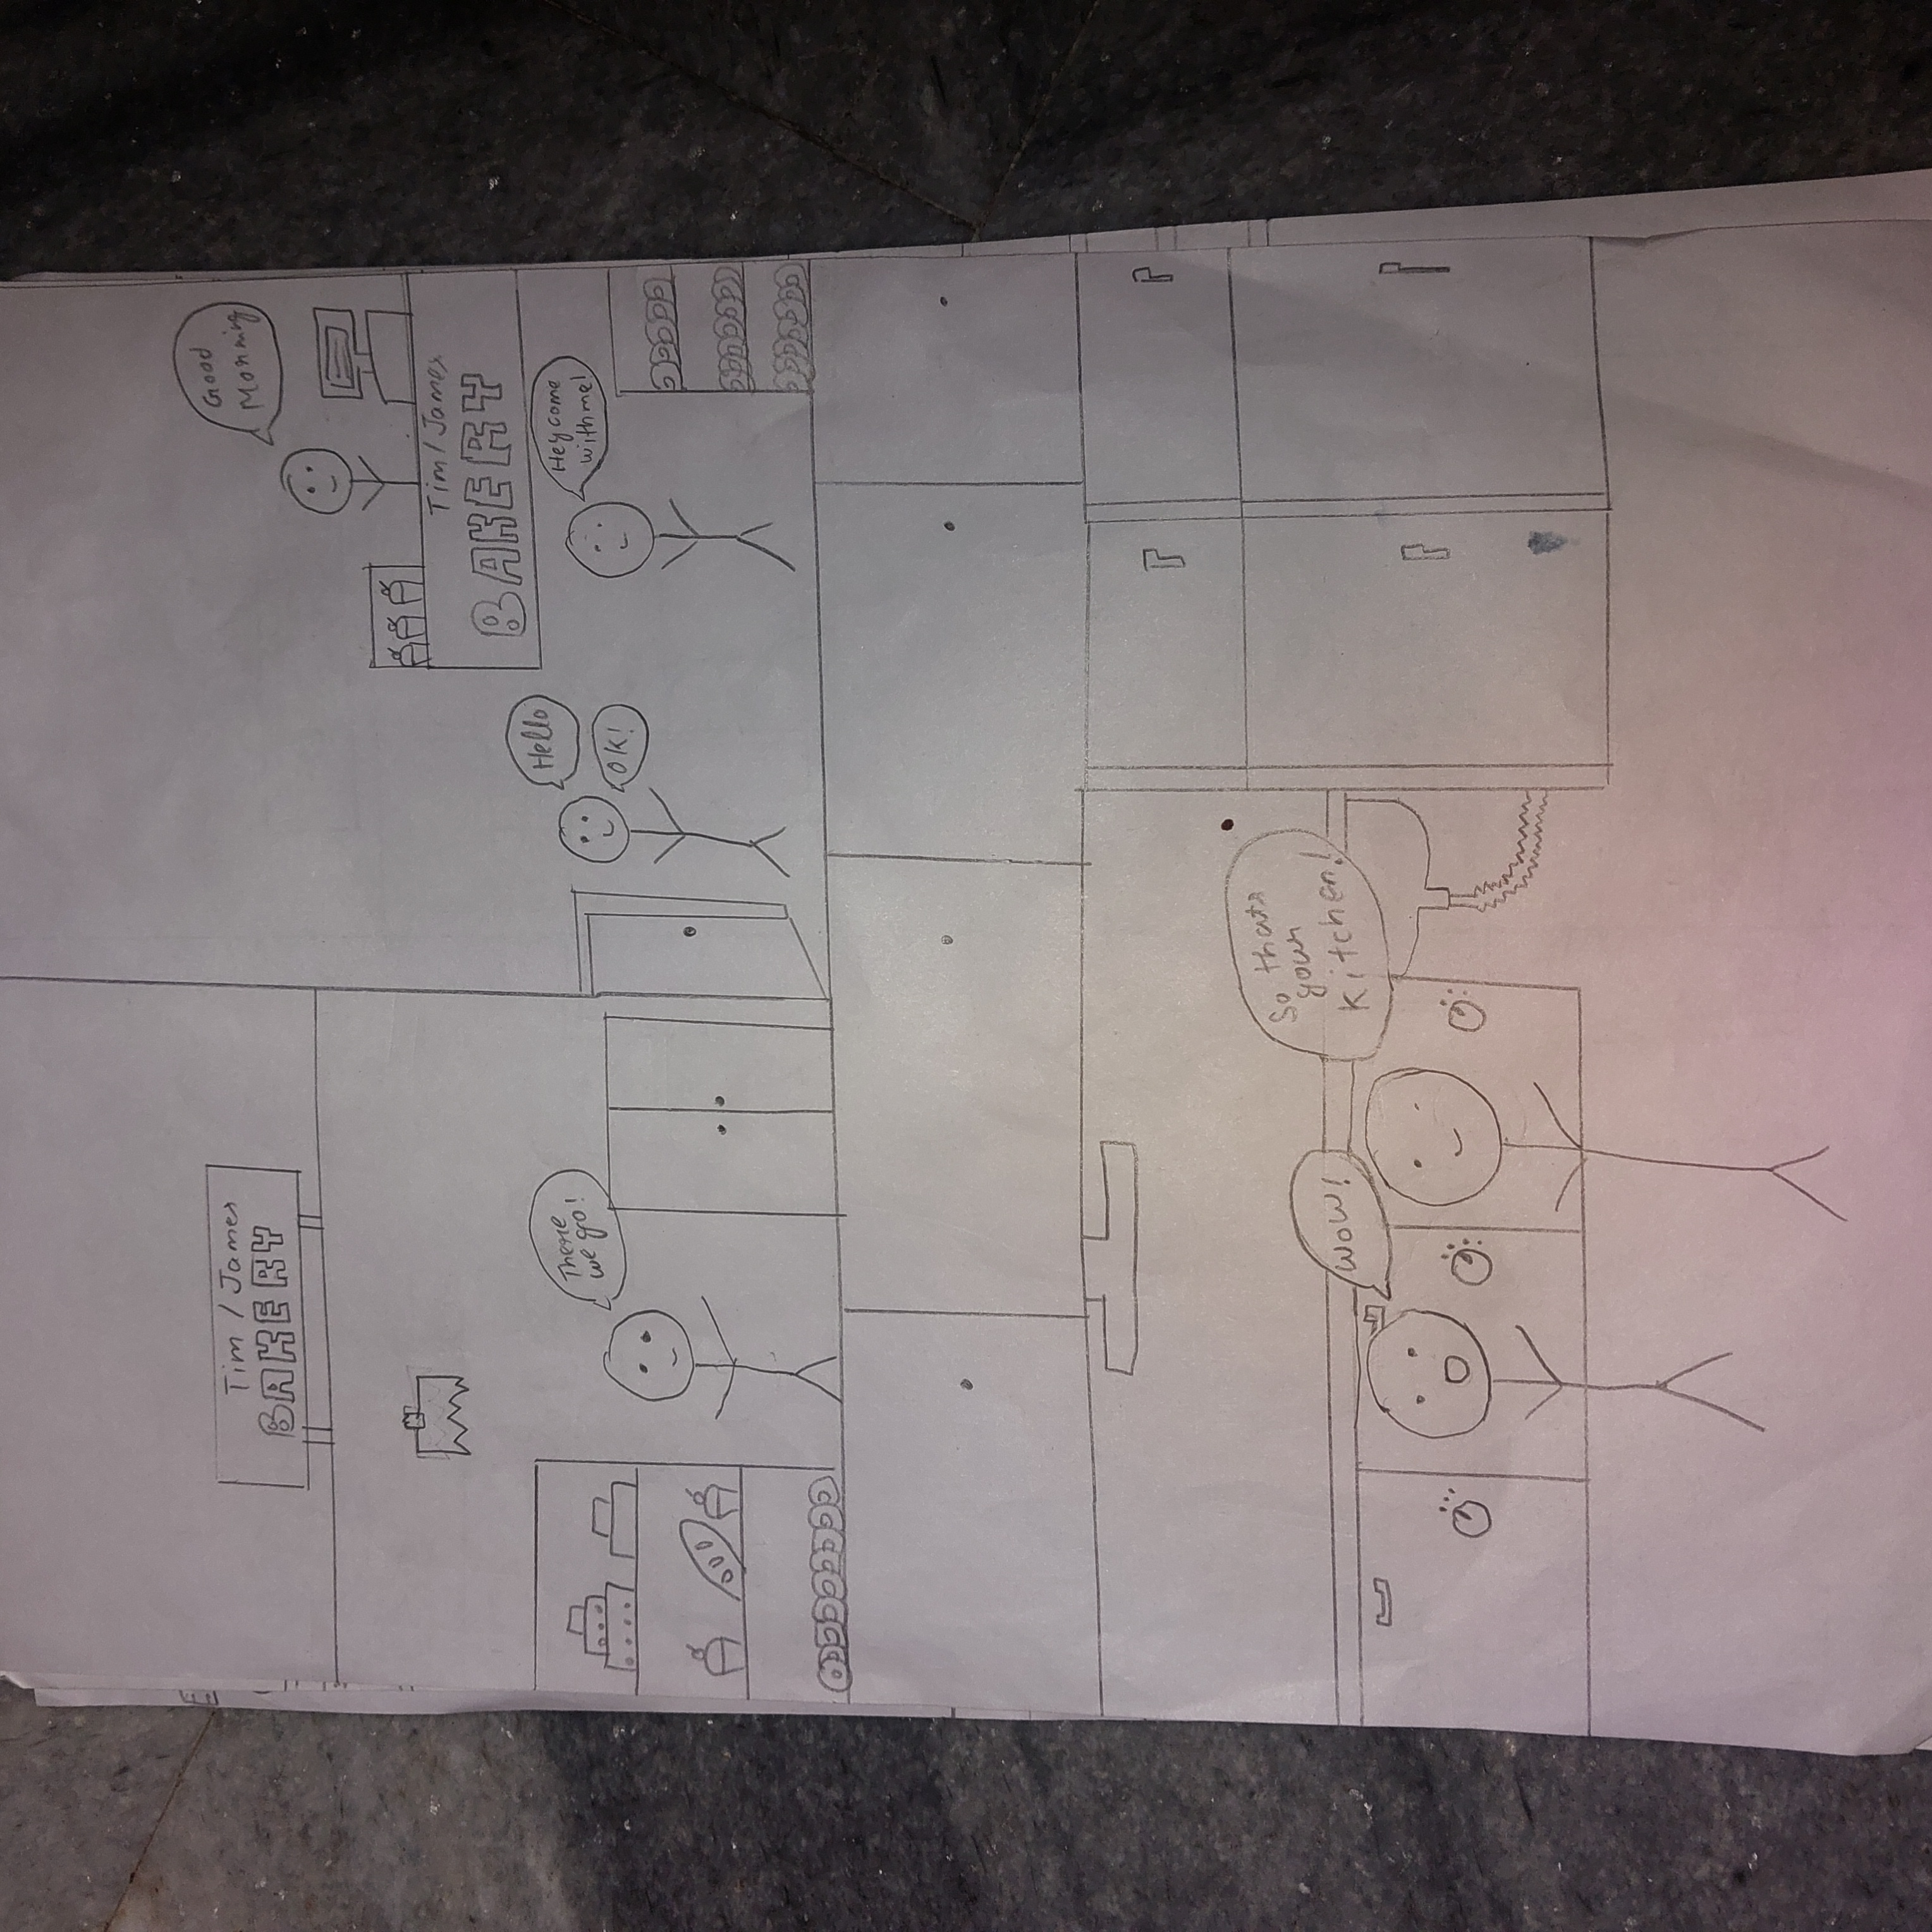 Tim / James
BAKERY
There
we go!
Good
Morning
Tim / James
BAKERY
Hello
OK!
Hey come
with me!
WOW!
So thats
your
kitchen!